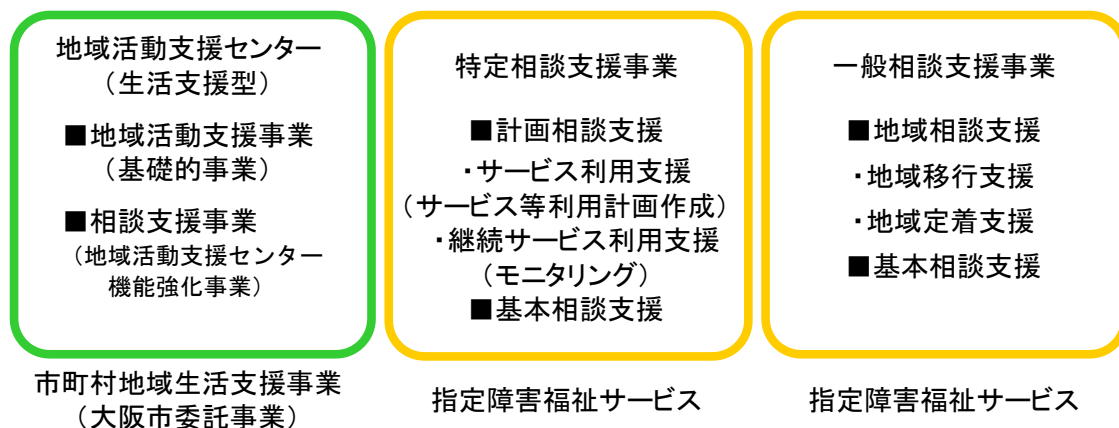 地域活動支援センター
（生活支援型）
■地域活動支援事業
（基礎的事業）
■相談支援事業
（地域活動支援センター
機能強化事業）
市町村地域生活支援事業
（大阪市委託事業）
特定相談支援事業
■計画相談支援
・サービス利用支援
（サービス等利用計画作成）
・継続サービス利用支援
（モニタリング）
■基本相談支援
指定障害福祉サービス
一般相談支援事業
■地域相談支援
・地域移行支援
・地域定着支援
■基本相談支援
指定障害福祉サービス